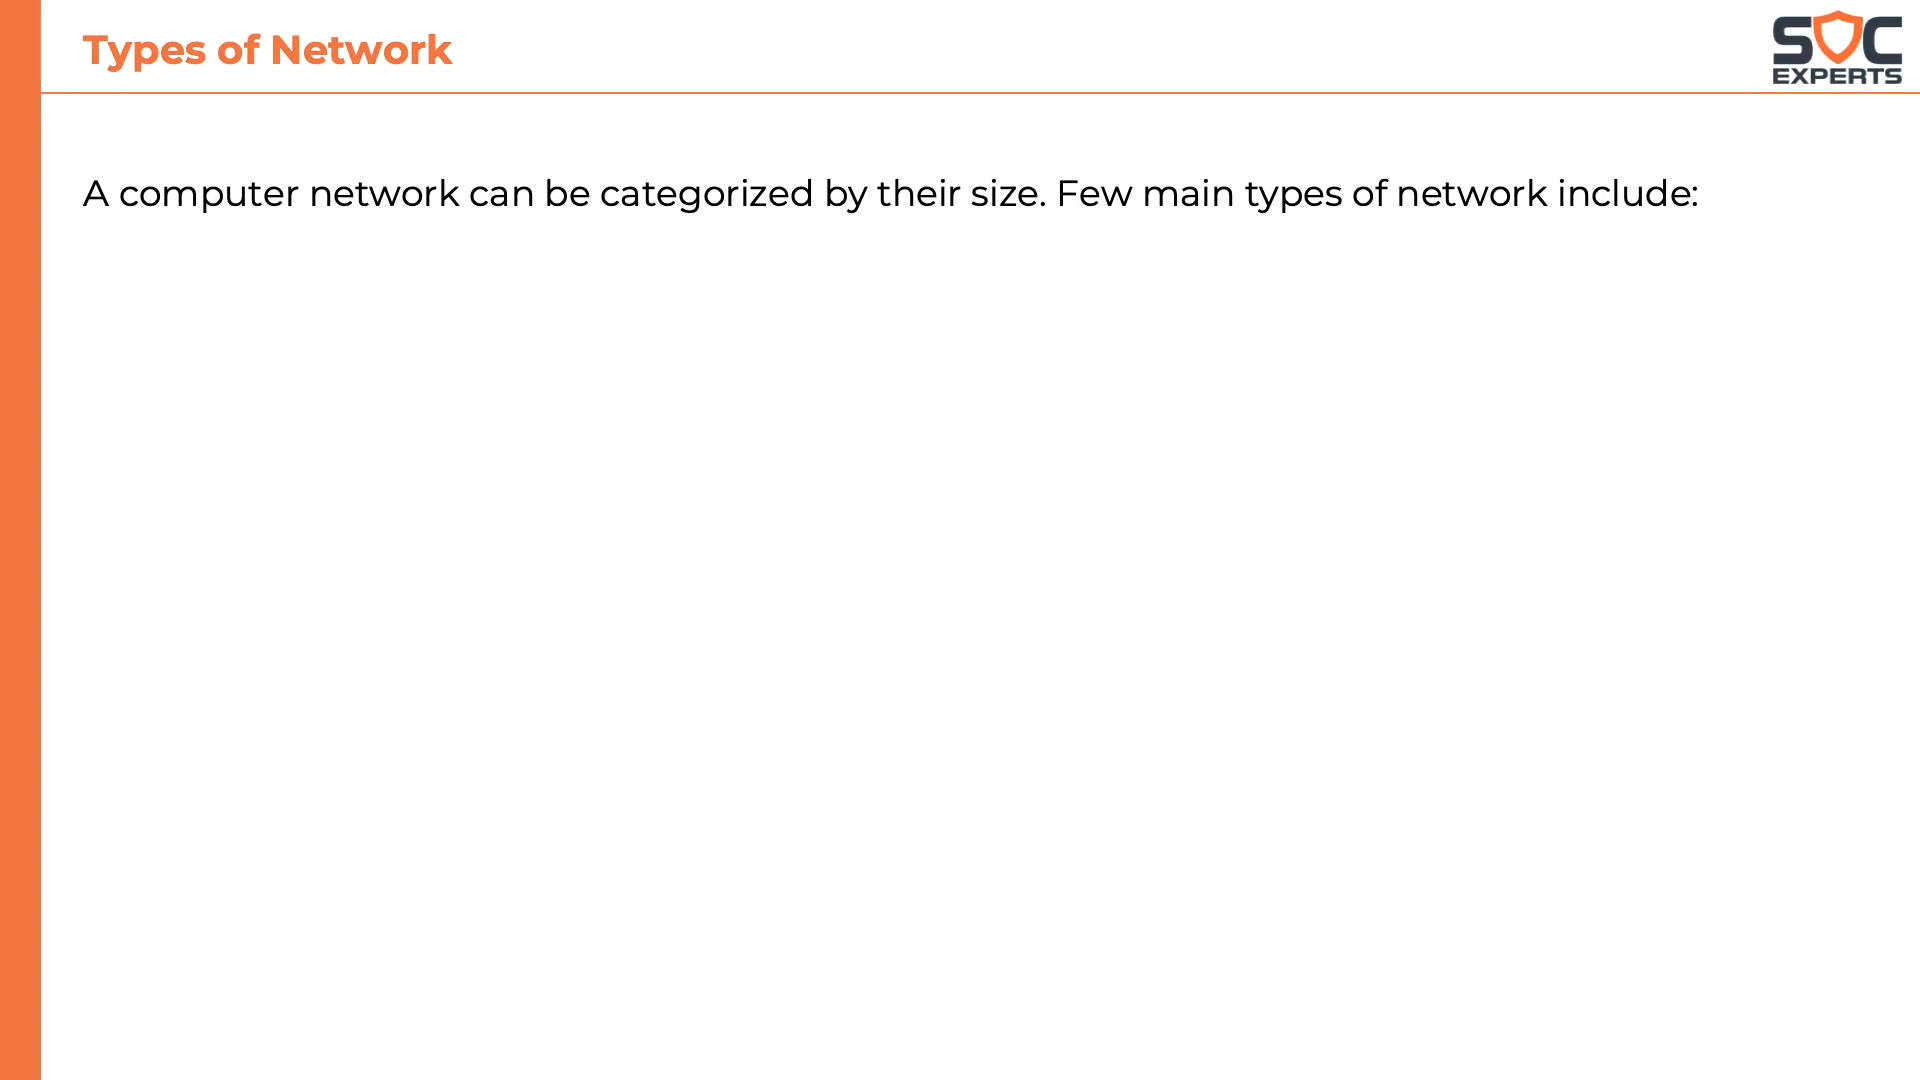 Types of Network
SOC
EXPERTS
A computer network can be categorized by their size. Few main types of network include: